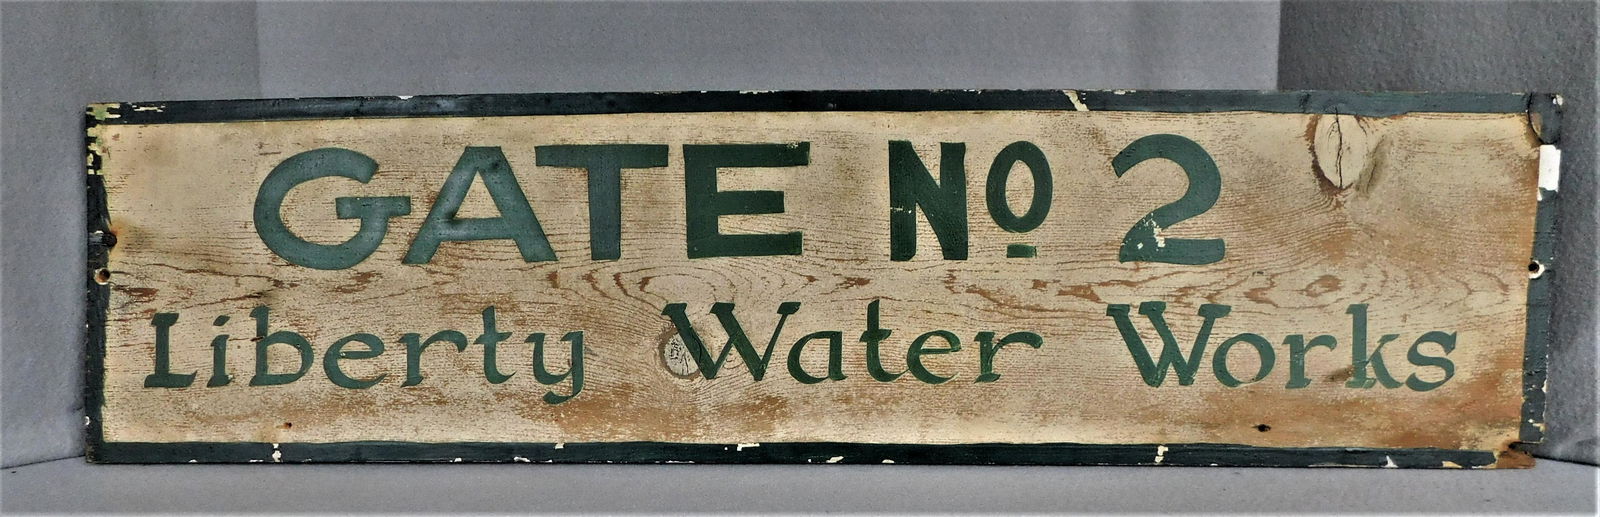 GATE No 2
Liberty Water Works